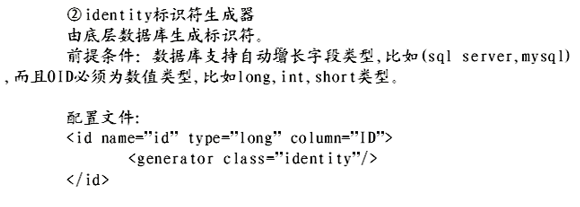 ②identity标识符生成器
由底层数据库生成标识符。
前提条件: 数据库支持自动增长字段类型,比如(sql server,mysql)
,而且OID必须为数值类型,比如long,int,short类型。
配置文件:
<id name="id" type="long" column="ID">
<generator class="identity"/>
</id>